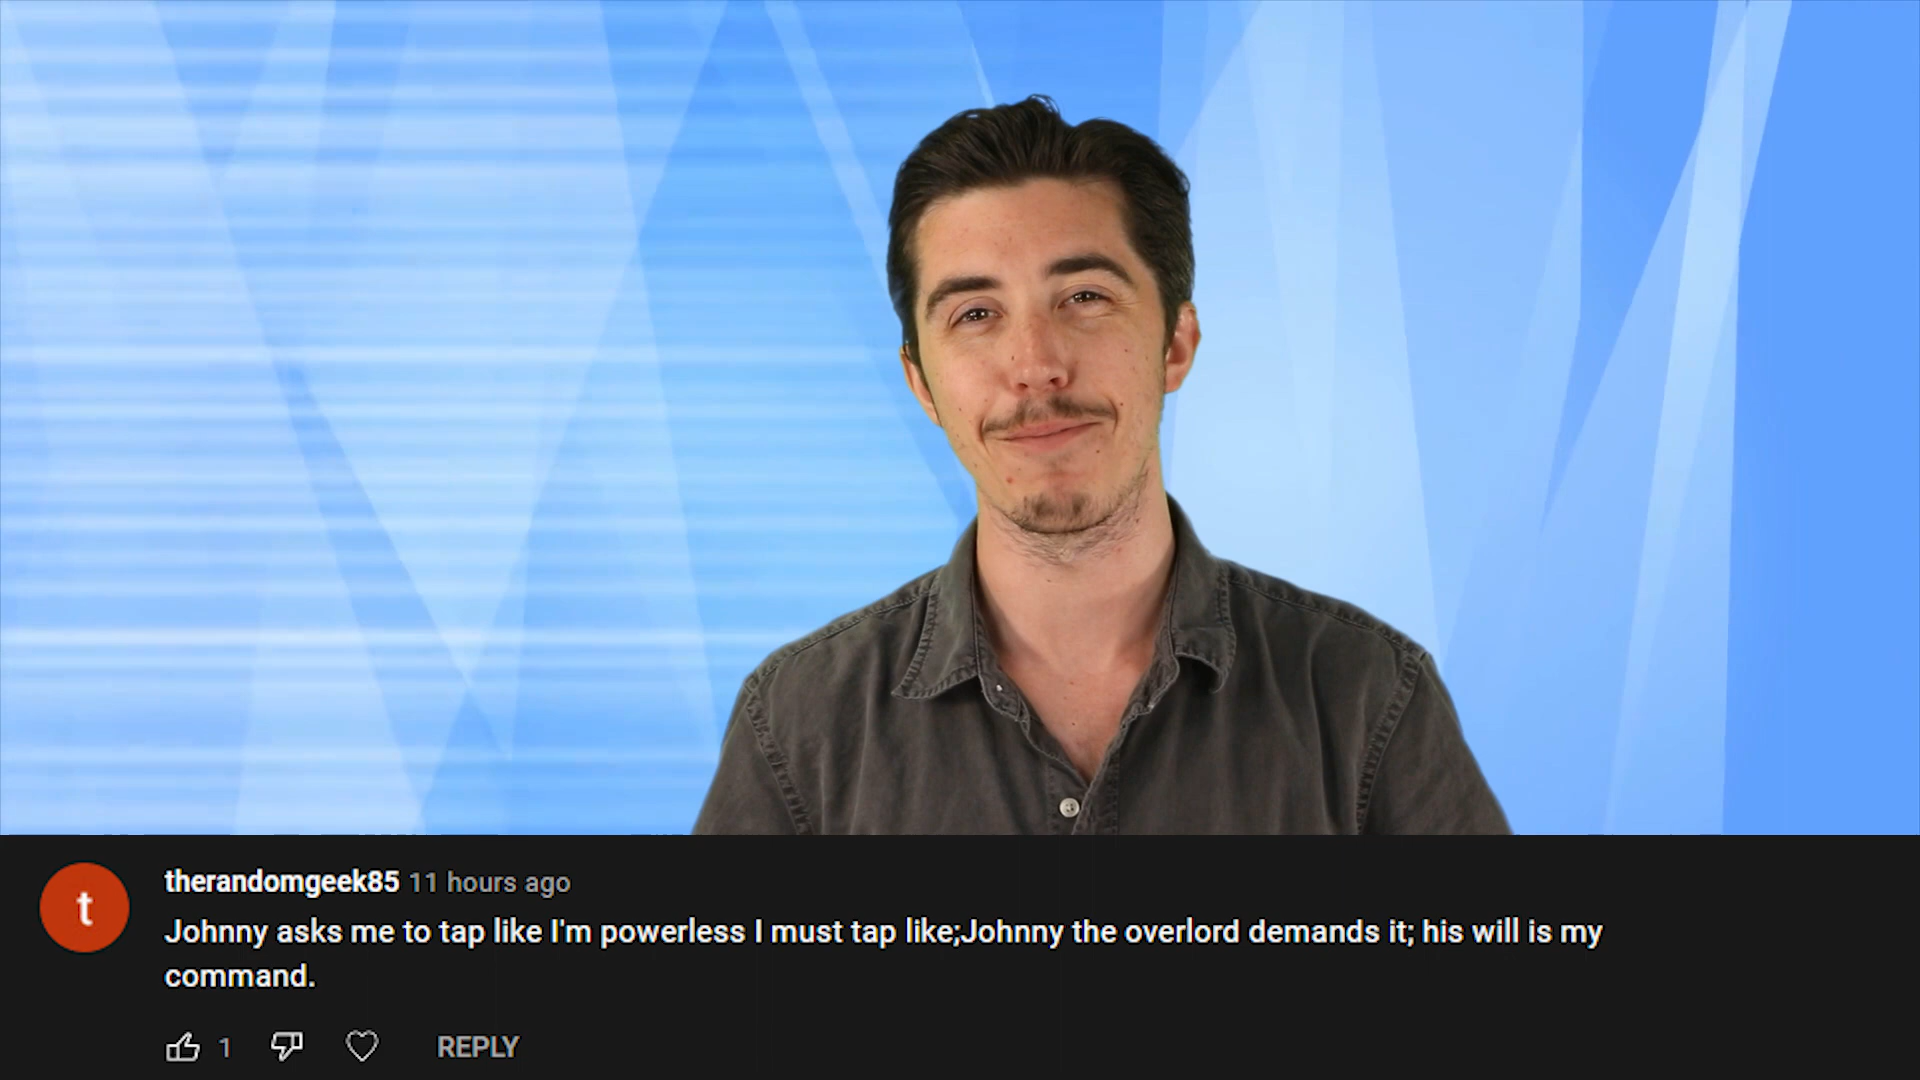 t
therandomgeek85 11 hours ago
Johnny asks me to tap like I'm powerless I must tap like;Johnny the overlord demands it; his will is my
command.
1 REPLY